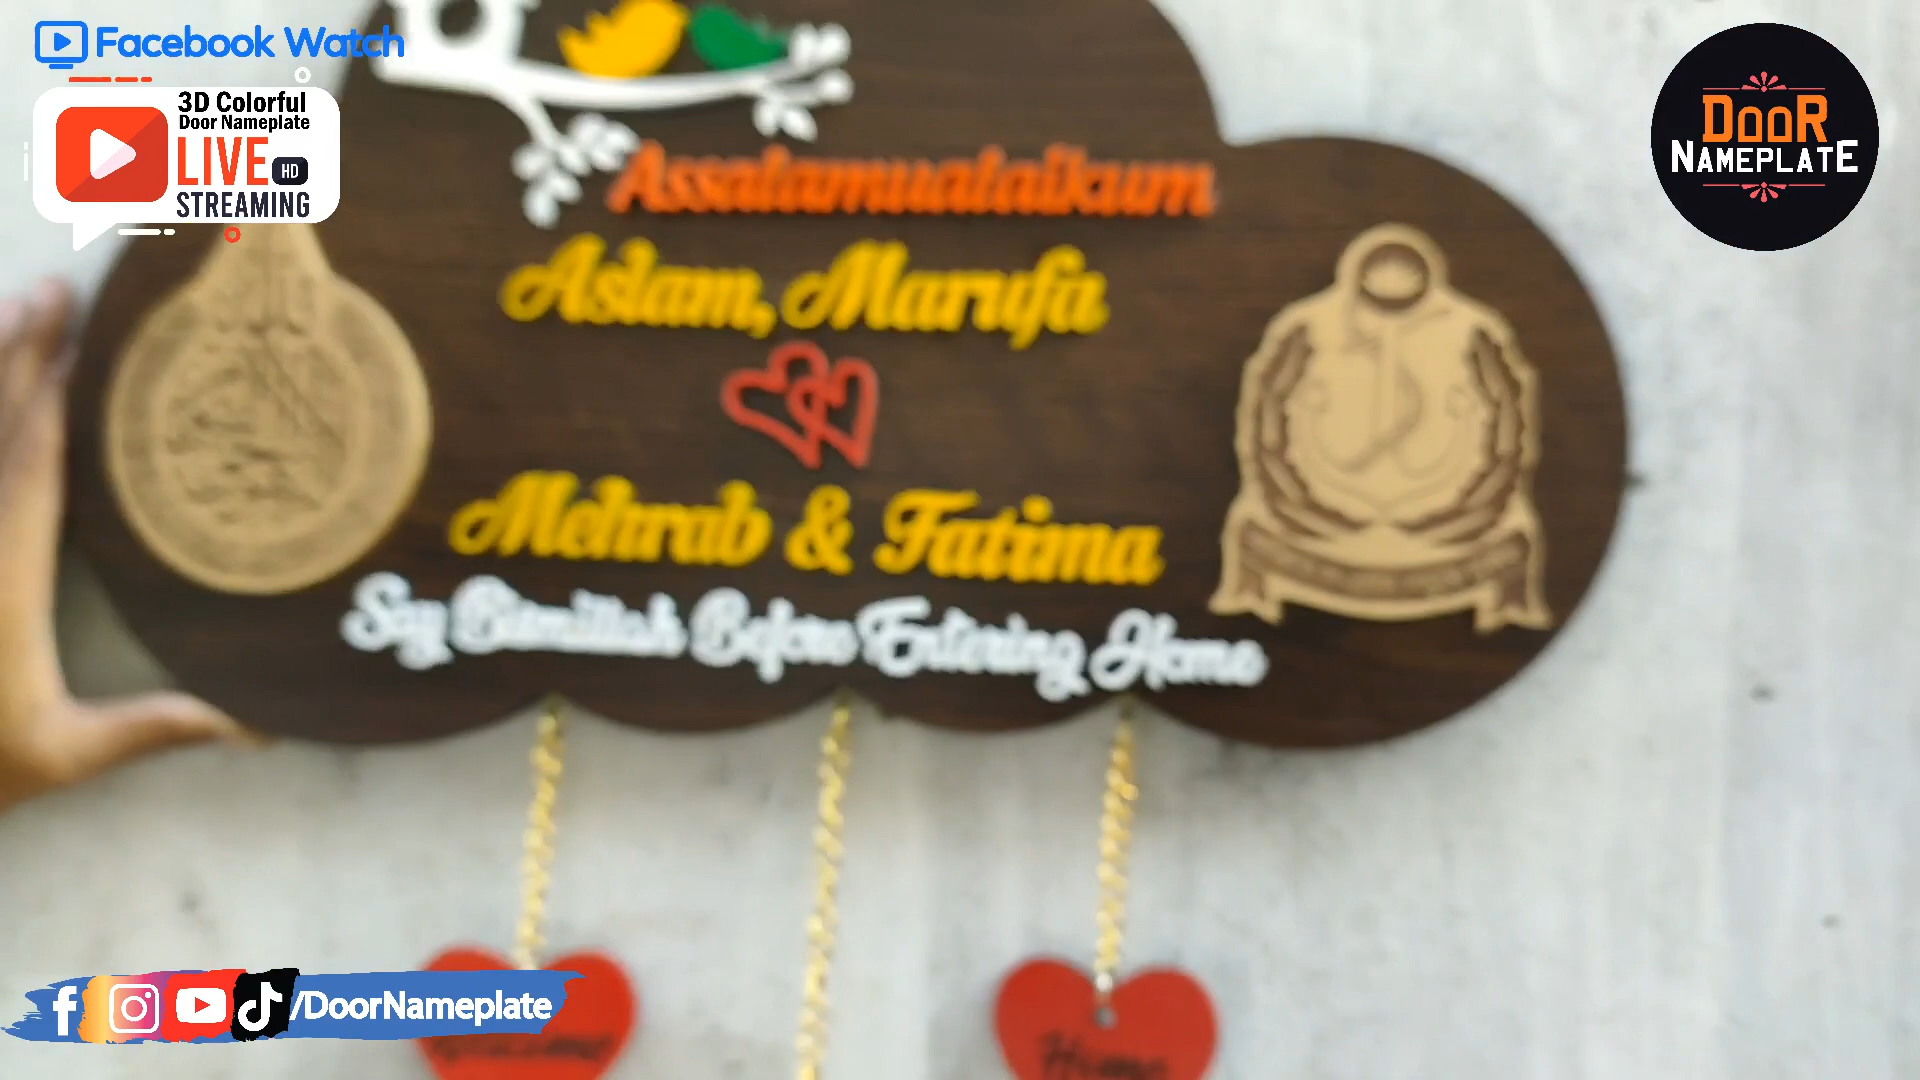 Facebook Watch
3D Colorful
Door Nameplate
LIVE HD
STREAMING
DooR
NAMEPLATE
Assalamualaikum
Aslam, Marufa
Mehrab & Fatima
Say Bismillah Before Entering Home
/DoorNameplate
Home